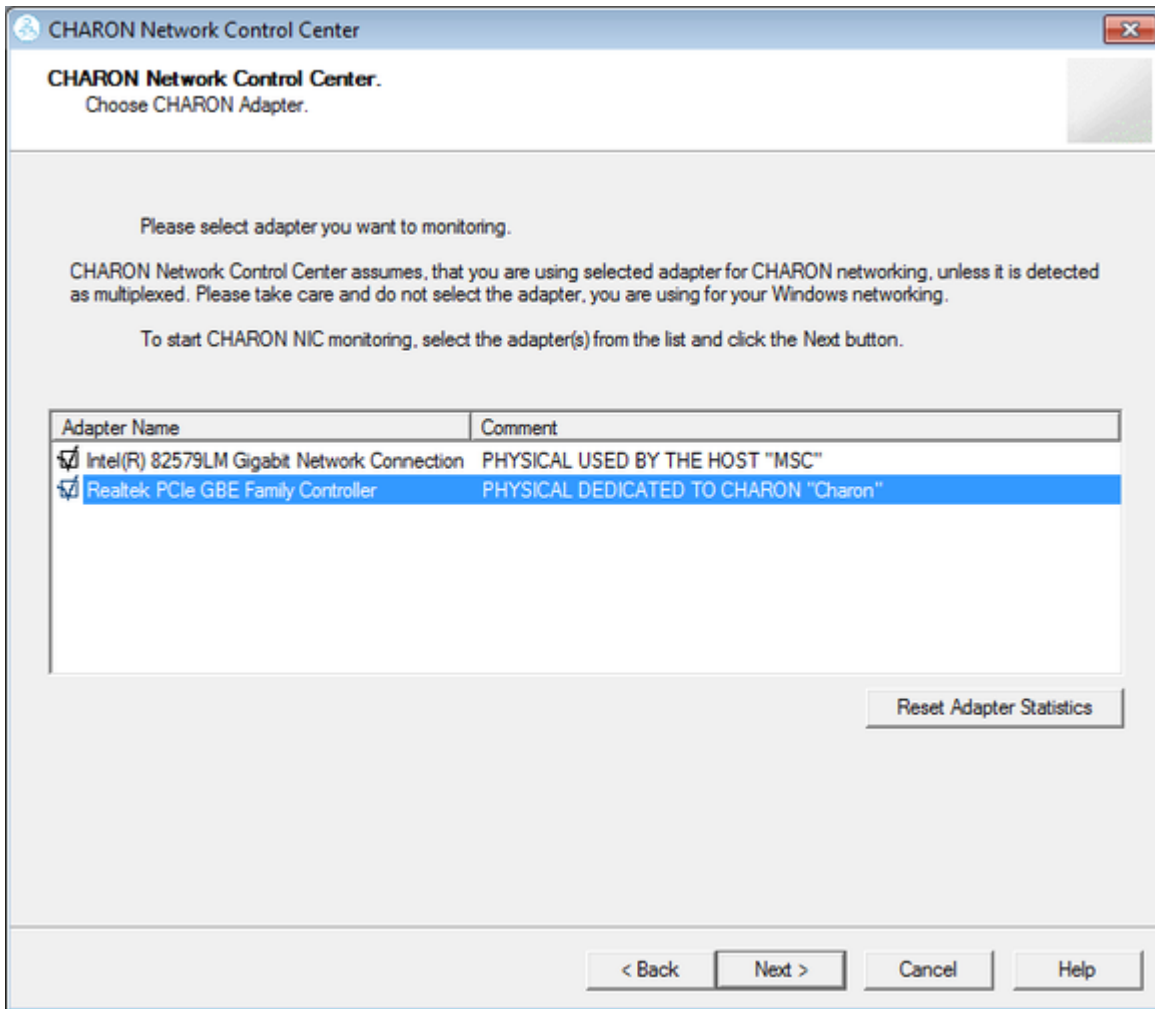 CHARON Network Control Center
CHARON Network Control Center.
Choose CHARON Adapter.
Please select adapter you want to monitoring.
CHARON Network Control Center assumes, that you are using selected adapter for CHARON networking, unless it is detected
as multiplexed. Please take care and do not select the adapter, you are using for your Windows networking.
To start CHARON NIC monitoring, select the adapter(s) from the list and click the Next button.
Adapter Name Comment
Intel(R) 82579LM Gigabit Network Connection PHYSICAL USED BY THE HOST "MSC"
Realtek PCIe GBE Family Controller PHYSICAL DEDICATED TO CHARON "Charon"
Reset Adapter Statistics
< Back Next > Cancel Help